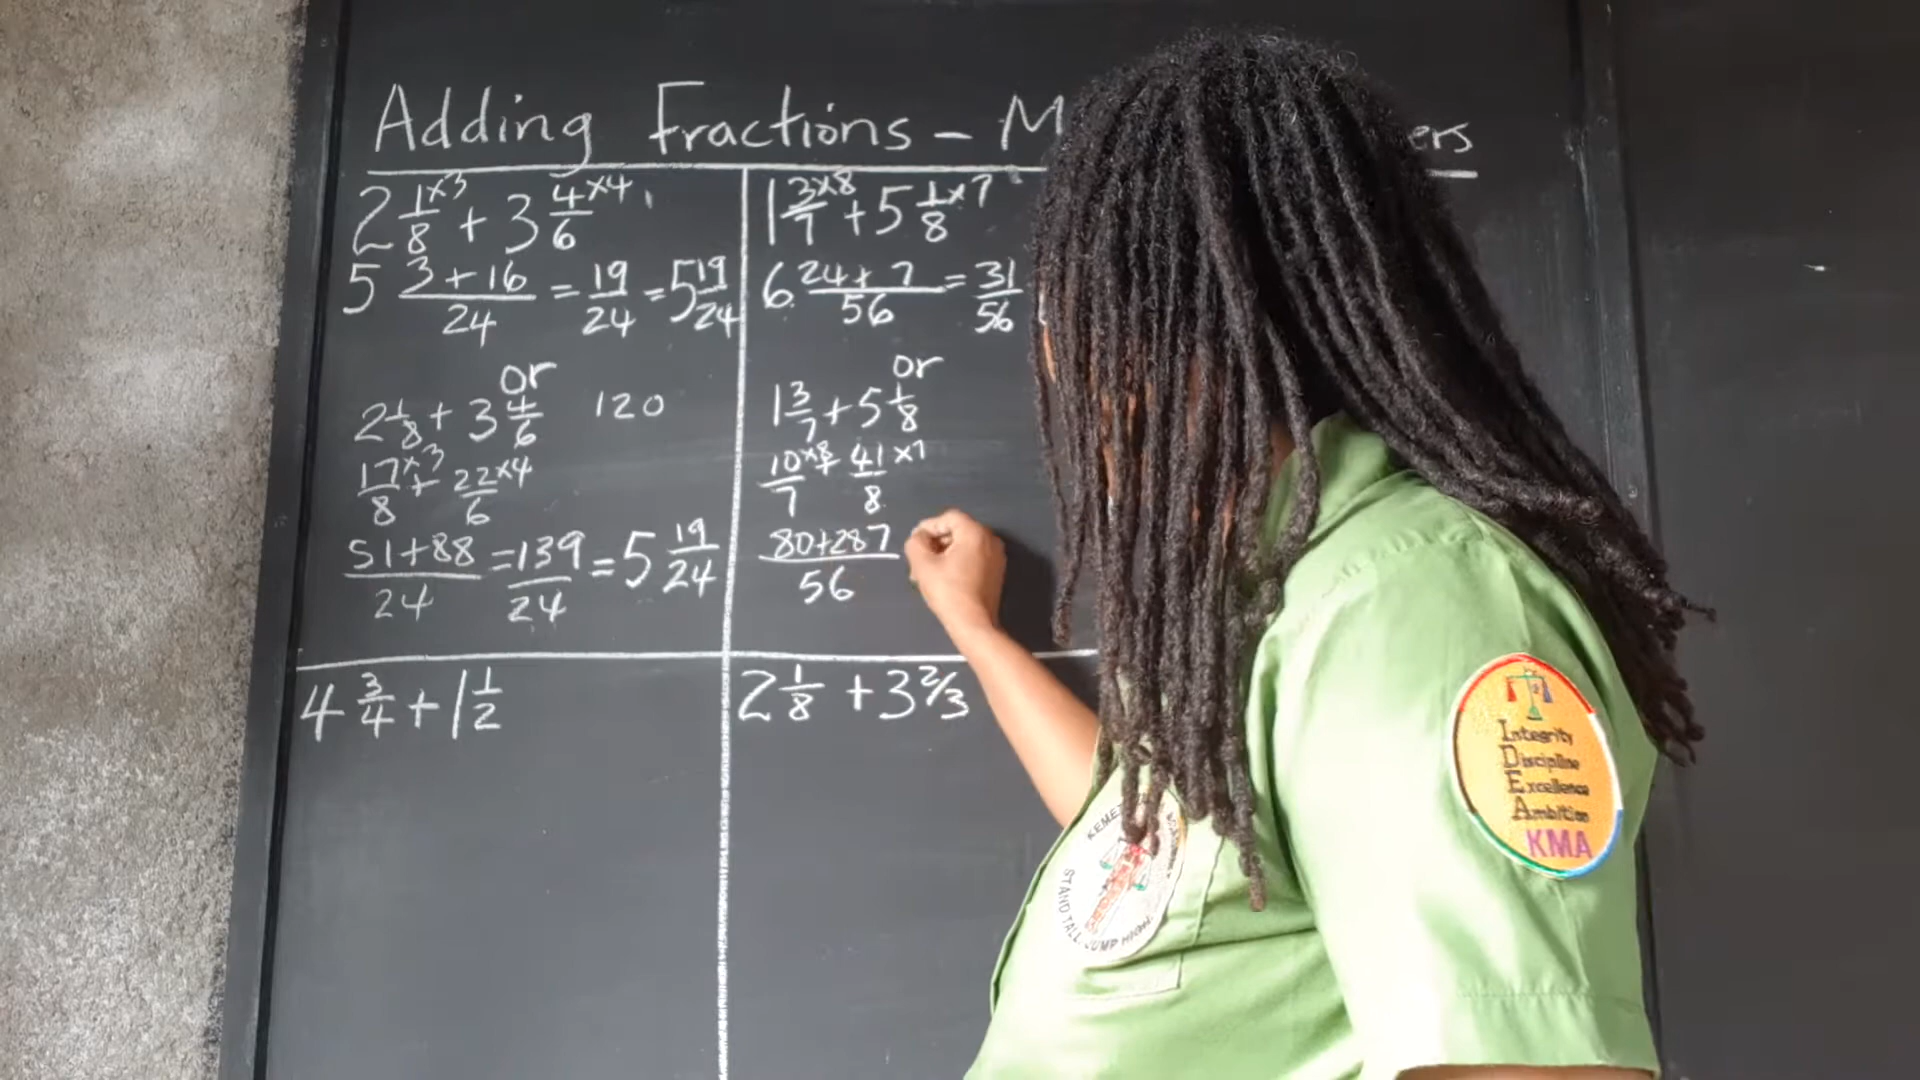 Adding Fractions – M ers
2 1/8 ×3 + 3 4/6 ×4
5 3+16/24 = 19/24 = 5 19/24
or
2 1/8 + 3 4/6 120
17/8 ×3 + 22/6 ×4
51+88/24 = 139/24 = 5 19/24
1 3/7 ×8 + 5 1/8 ×7
6 24+7/56 = 31/56
or
1 3/7 + 5 1/8
10/7 ×8 + 41/8 ×7
80+287/56
4 3/4 + 1 1/2
2 1/8 + 3 2/3
Integrity
Discipline
Excellence
Ambition
KMA
STAND TALL, JUMP HIGH